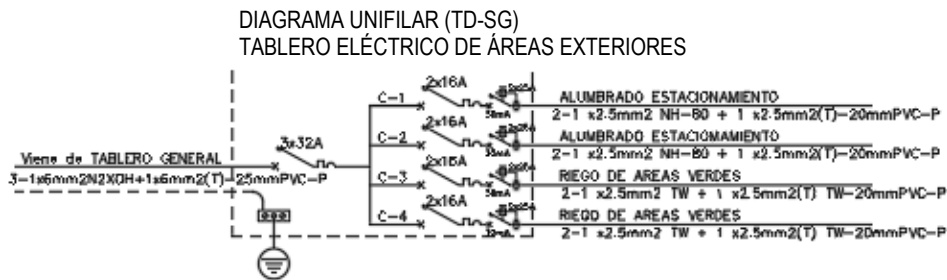 DIAGRAMA UNIFILAR (TD-SG)
TABLERO ELÉCTRICO DE ÁREAS EXTERIORES
Viene de TABLERO GENERAL
3-1x6mm2N2XOH+1x6mm2(T)-25mmPVC-P
3x32A
C-1
2x16A
ALUMBRADO ESTACIONAMIENTO
2-1 x2.5mm2 NH-80 + 1 x2.5mm2(T)-20mmPVC-P
C-2
2x16A
ALUMBRADO ESTACIONAMIENTO
2-1 x2.5mm2 NH-80 + 1 x2.5mm2(T)-20mmPVC-P
C-3
2x16A
RIEGO DE AREAS VERDES
2-1 x2.5mm2 TW + 1 x2.5mm2(T) TW-20mmPVC-P
C-4
2x16A
RIEGO DE AREAS VERDES
2-1 x2.5mm2 TW + 1 x2.5mm2(T) TW-20mmPVC-P